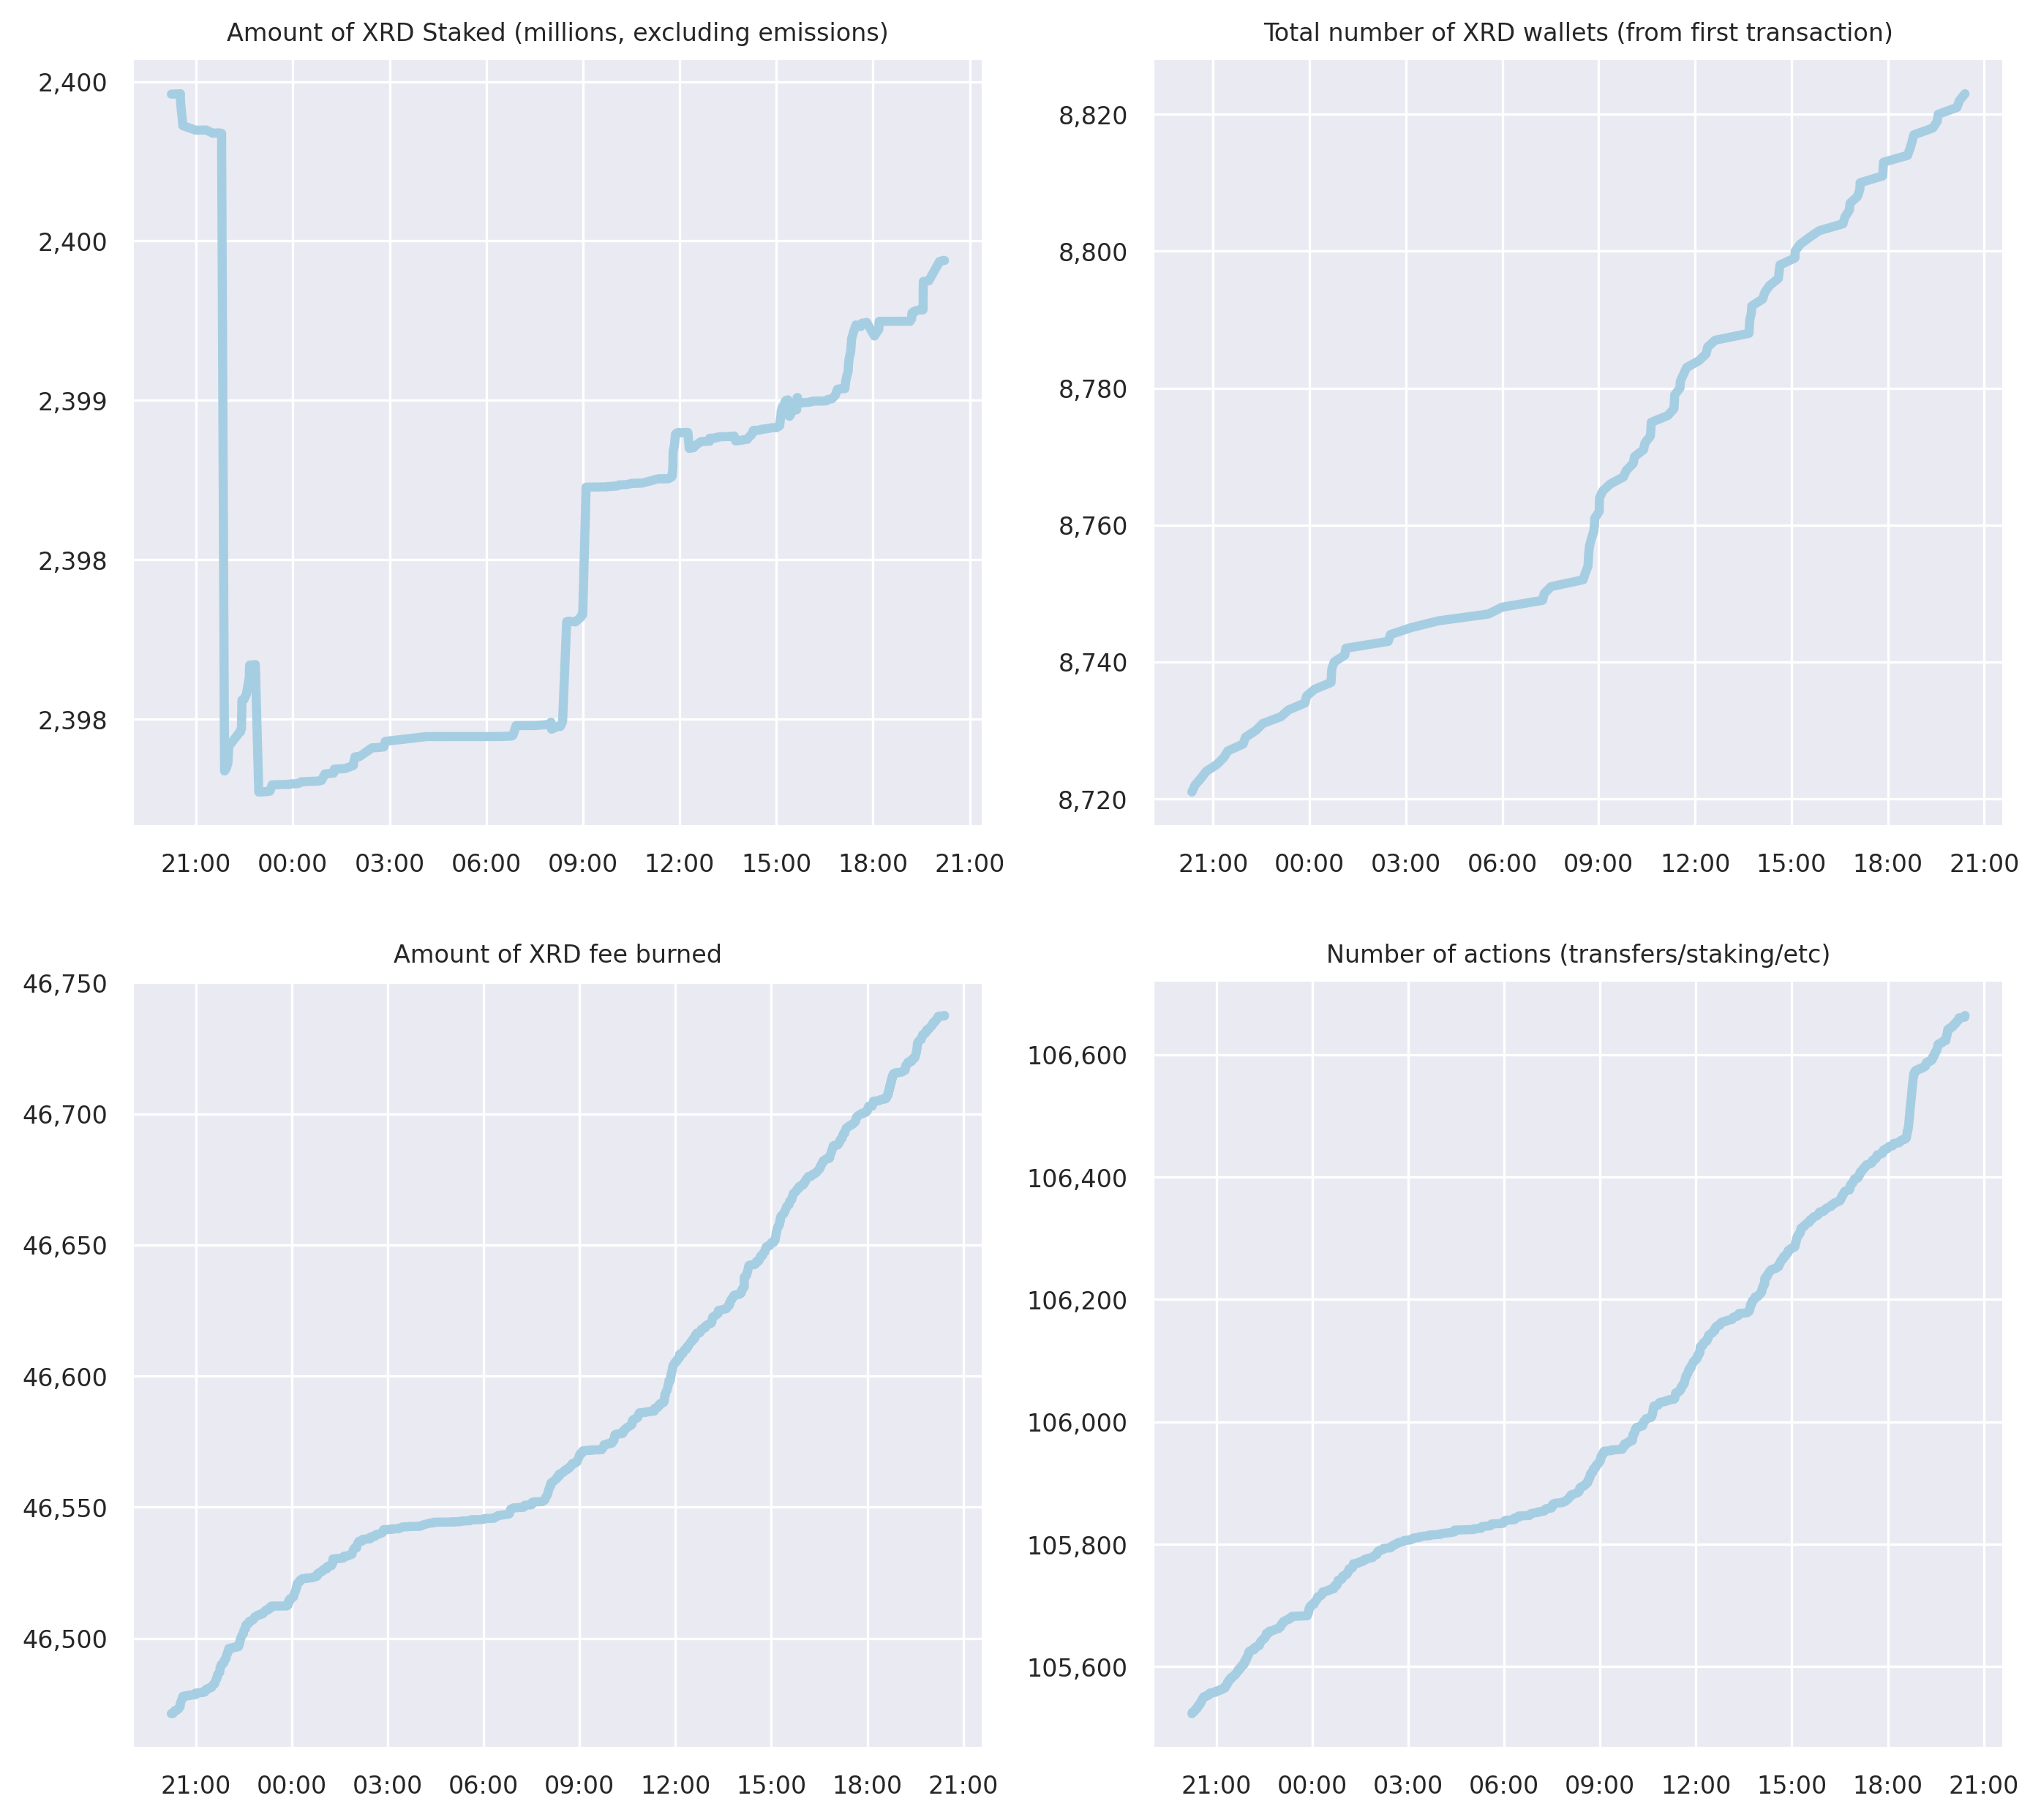 Amount of XRD Staked (millions, excluding emissions)
2,400
2,400
2,399
2,398
2,398
21:00 00:00 03:00 06:00 09:00 12:00 15:00 18:00 21:00
Total number of XRD wallets (from first transaction)
8,820
8,800
8,780
8,760
8,740
8,720
21:00 00:00 03:00 06:00 09:00 12:00 15:00 18:00 21:00
Amount of XRD fee burned
46,750
46,700
46,650
46,600
46,550
46,500
21:00 00:00 03:00 06:00 09:00 12:00 15:00 18:00 21:00
Number of actions (transfers/staking/etc)
106,600
106,400
106,200
106,000
105,800
105,600
21:00 00:00 03:00 06:00 09:00 12:00 15:00 18:00 21:00